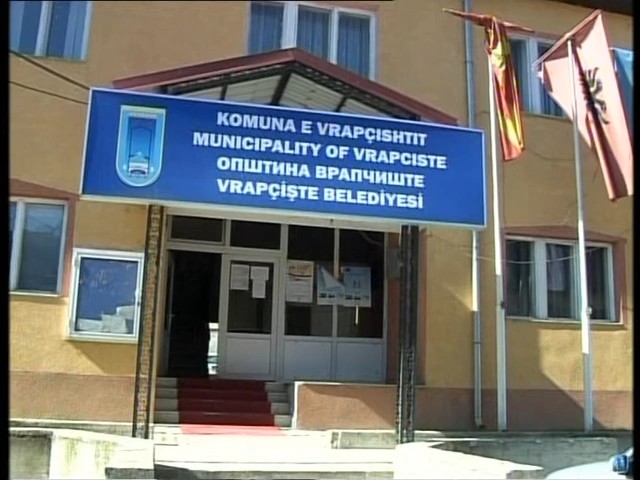 KOMUNA E VRAPÇISHTIT
MUNICIPALITY OF VRAPCISTE
ОПШТИНА ВРАПЧИШТЕ
VRAPÇİŞTE BELEDİYESİ